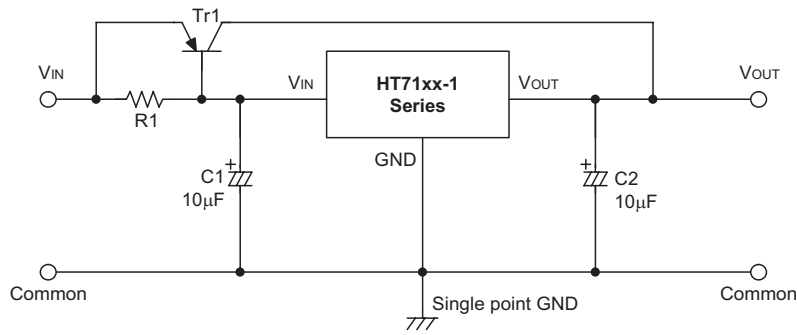 Tr1
VIN
R1
VIN
HT71xx-1
Series
VOUT
VOUT
GND
C1
10μF
C2
10μF
Common
Single point GND
Common